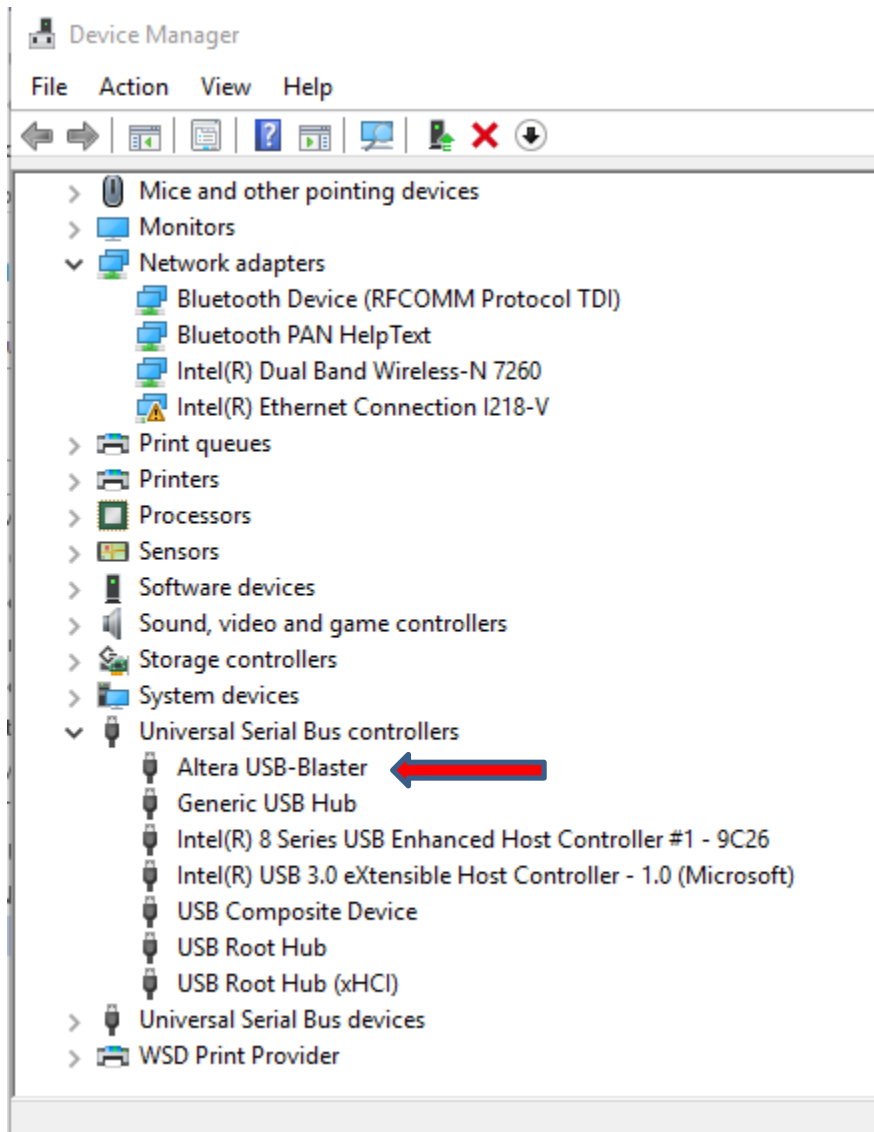 Device Manager
File Action View Help
Mice and other pointing devices
Monitors
Network adapters
Bluetooth Device (RFCOMM Protocol TDI)
Bluetooth PAN HelpText
Intel(R) Dual Band Wireless-N 7260
Intel(R) Ethernet Connection I218-V
Print queues
Printers
Processors
Sensors
Software devices
Sound, video and game controllers
Storage controllers
System devices
Universal Serial Bus controllers
Altera USB-Blaster
Generic USB Hub
Intel(R) 8 Series USB Enhanced Host Controller #1 - 9C26
Intel(R) USB 3.0 eXtensible Host Controller - 1.0 (Microsoft)
USB Composite Device
USB Root Hub
USB Root Hub (xHCI)
Universal Serial Bus devices
WSD Print Provider